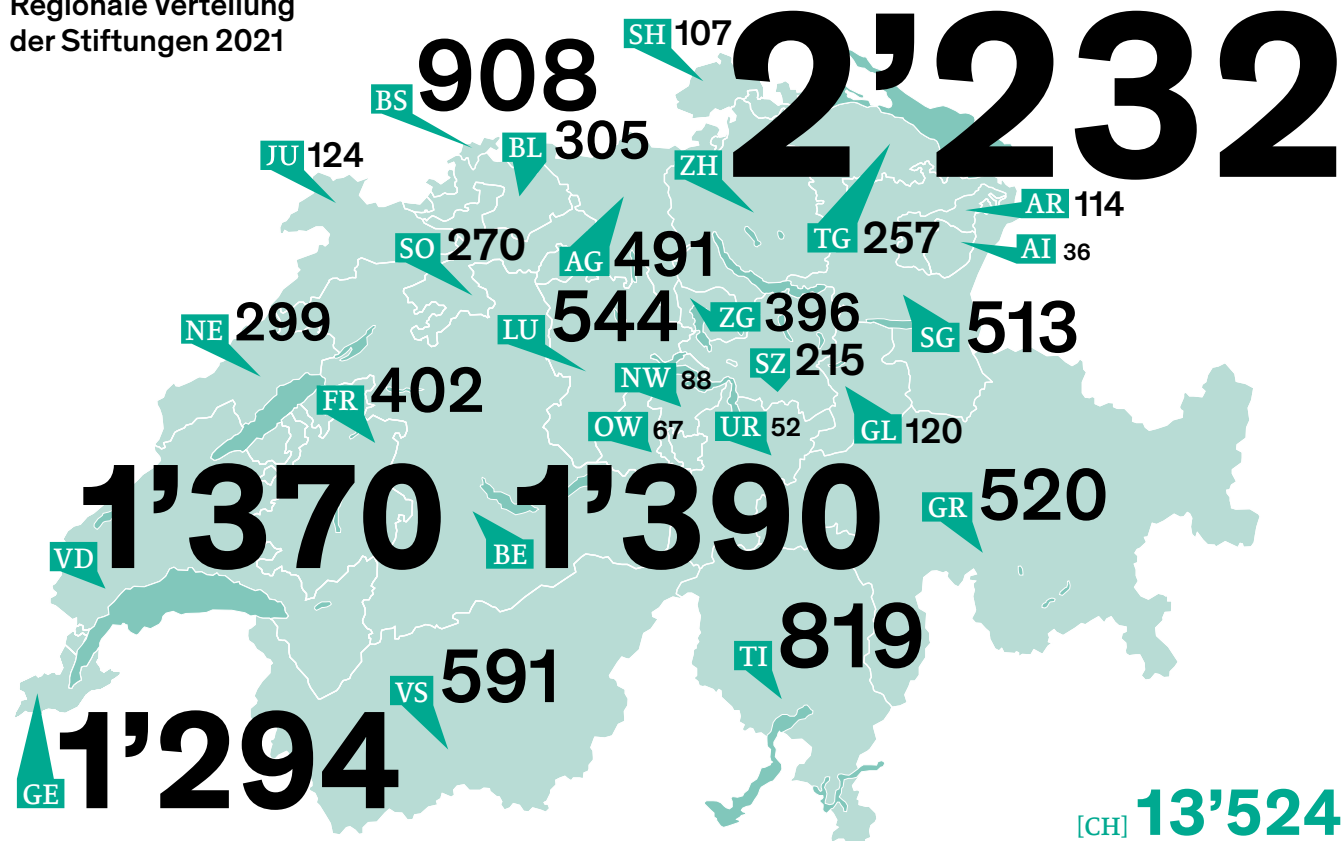 Regionale Verteilung
der Stiftungen 2021
SH 107
2’232
BS 908
BL 305
JU 124
ZH
AR 114
TG 257
SO 270
AG 491
AI 36
NE 299
LU 544
ZG 396
SG 513
SZ 215
NW 88
FR 402
OW 67
UR 52
GL 120
VD 1’370
BE 1’390
GR 520
TI 819
VS 591
GE 1’294
[CH] 13’524